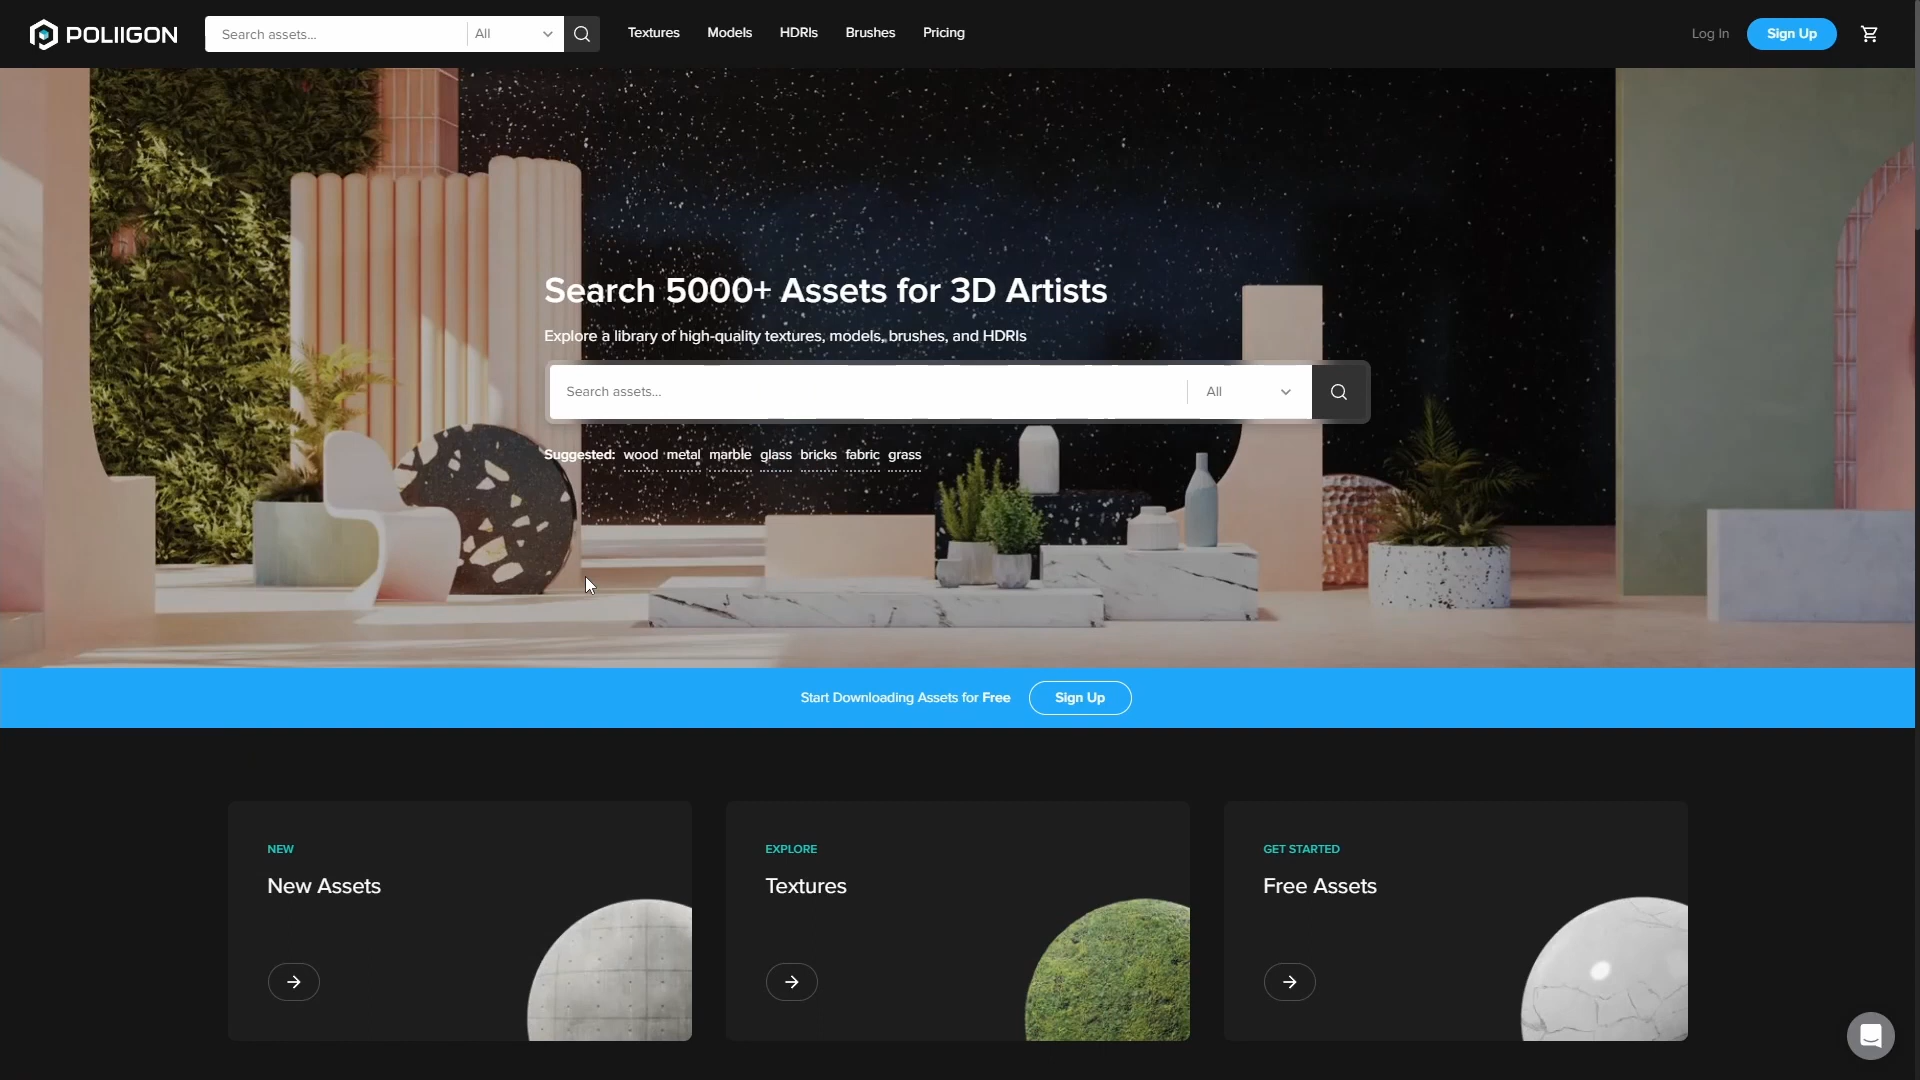 POLIIGON Search assets... All Textures Models HDRIs Brushes Pricing Log In Sign Up
Search 5000+ Assets for 3D Artists
Explore a library of high-quality textures, models, brushes, and HDRIs
Search assets... All
Suggested: wood metal marble glass bricks fabric grass
Start Downloading Assets for Free Sign Up
NEW
New Assets
EXPLORE
Textures
GET STARTED
Free Assets